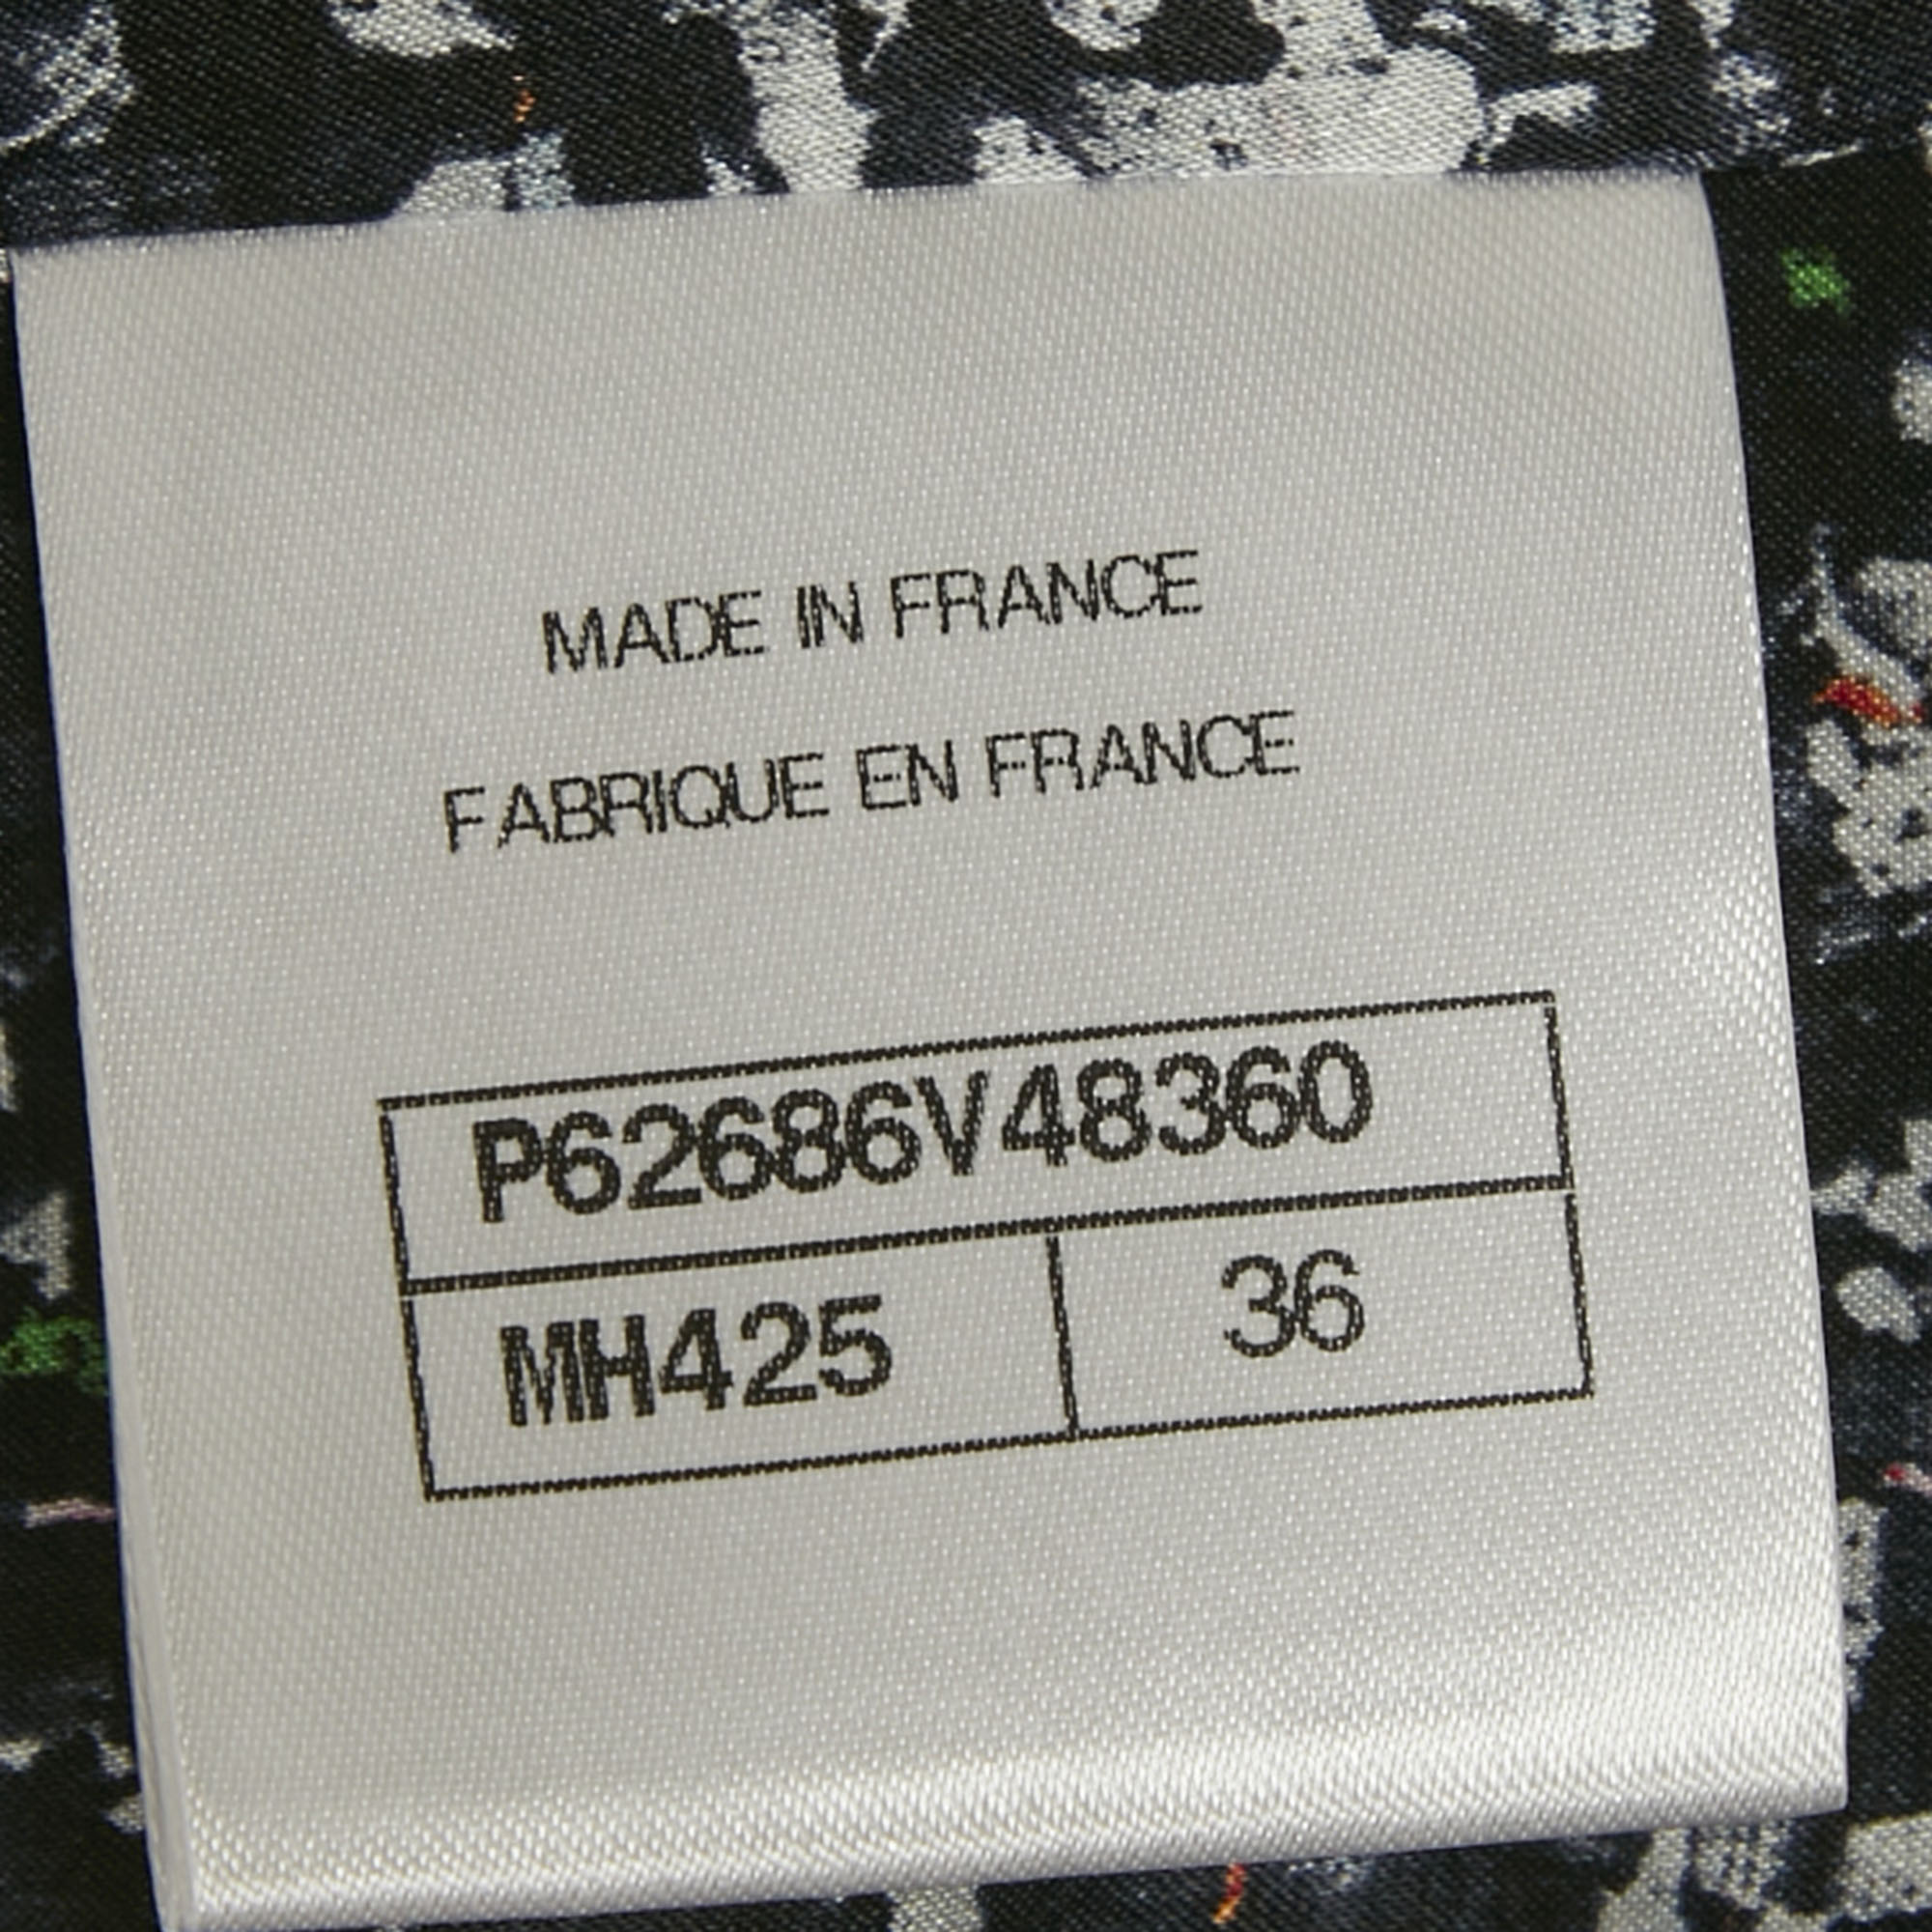 MADE IN FRANCE
FABRIQUE EN FRANCE
P62686V48360
MH425 36